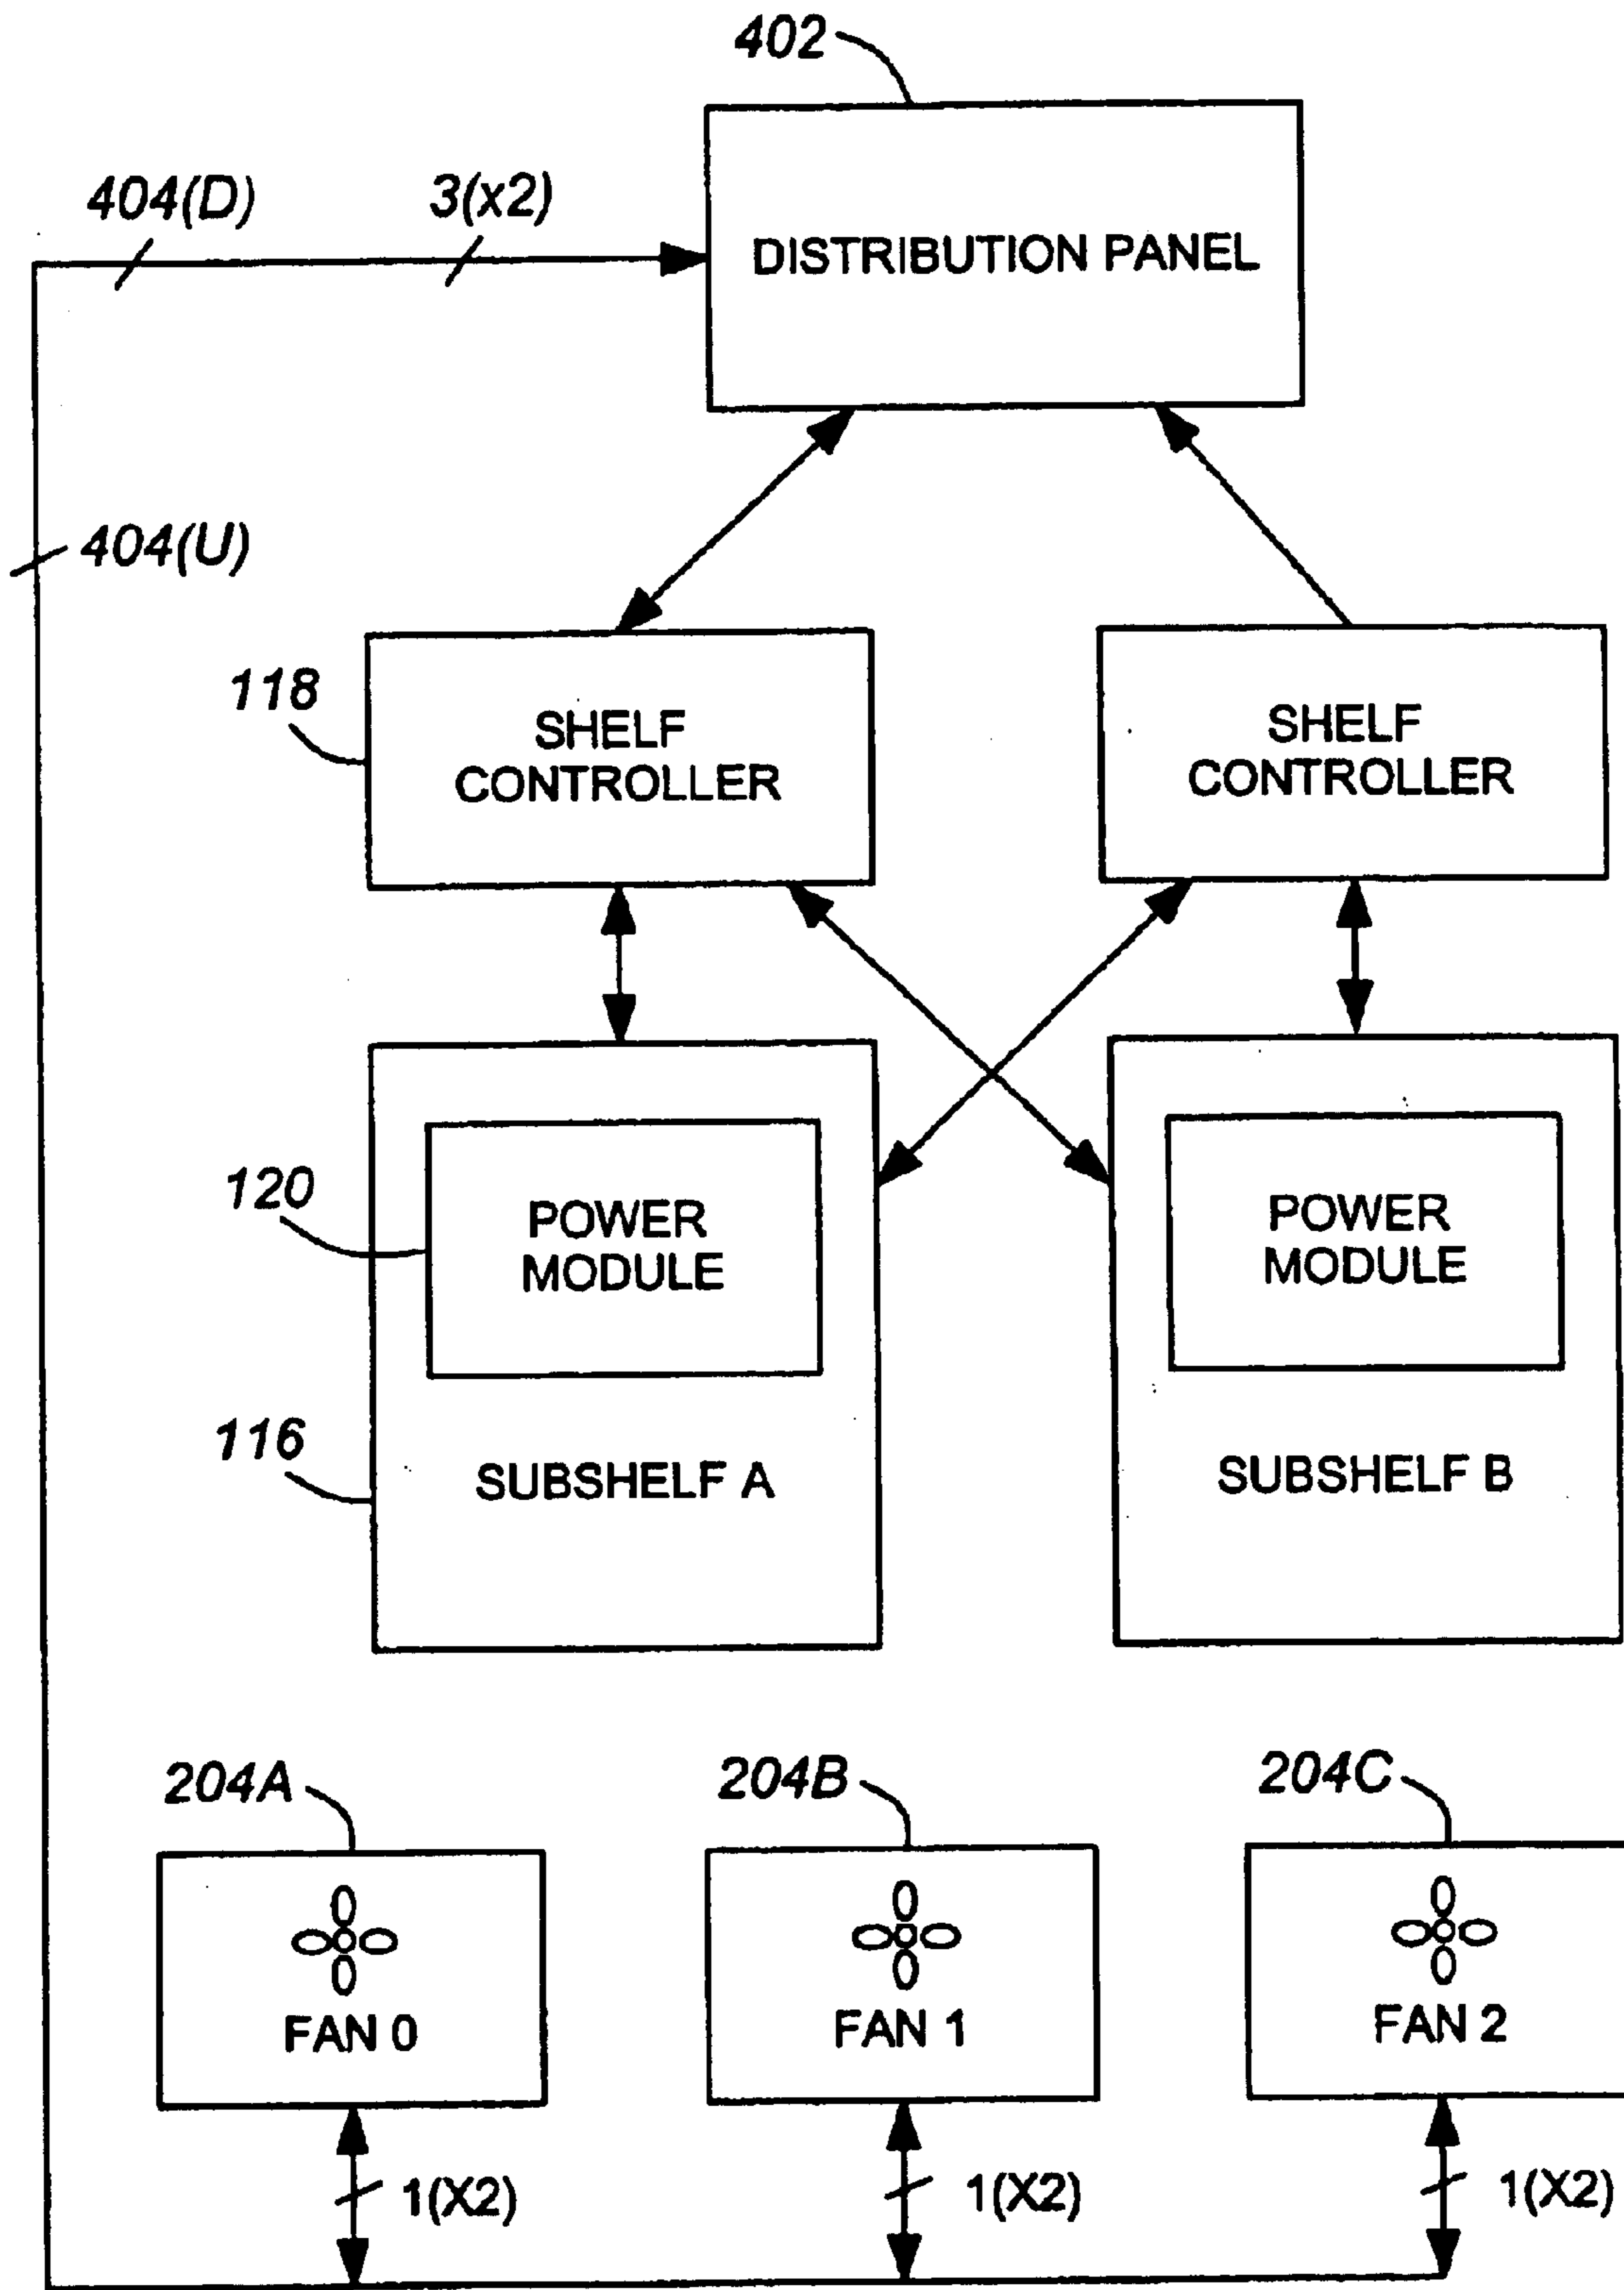 402
404(D)
3(x2)
DISTRIBUTION PANEL
404(U)
118
SHELF
CONTROLLER
SHELF
CONTROLLER
120
POWER
MODULE
POWER
MODULE
116
SUBSHELF A
SUBSHELF B
204A
204B
204C
FAN 0
FAN 1
FAN 2
1(X2)
1(X2)
1(X2)